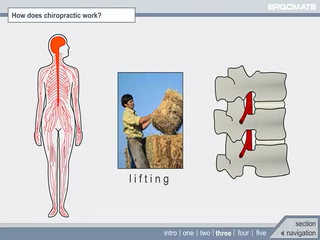 ERGOMATE
How does chiropractic work?
lifting
section
intro | one | two | three | four | five
navigation